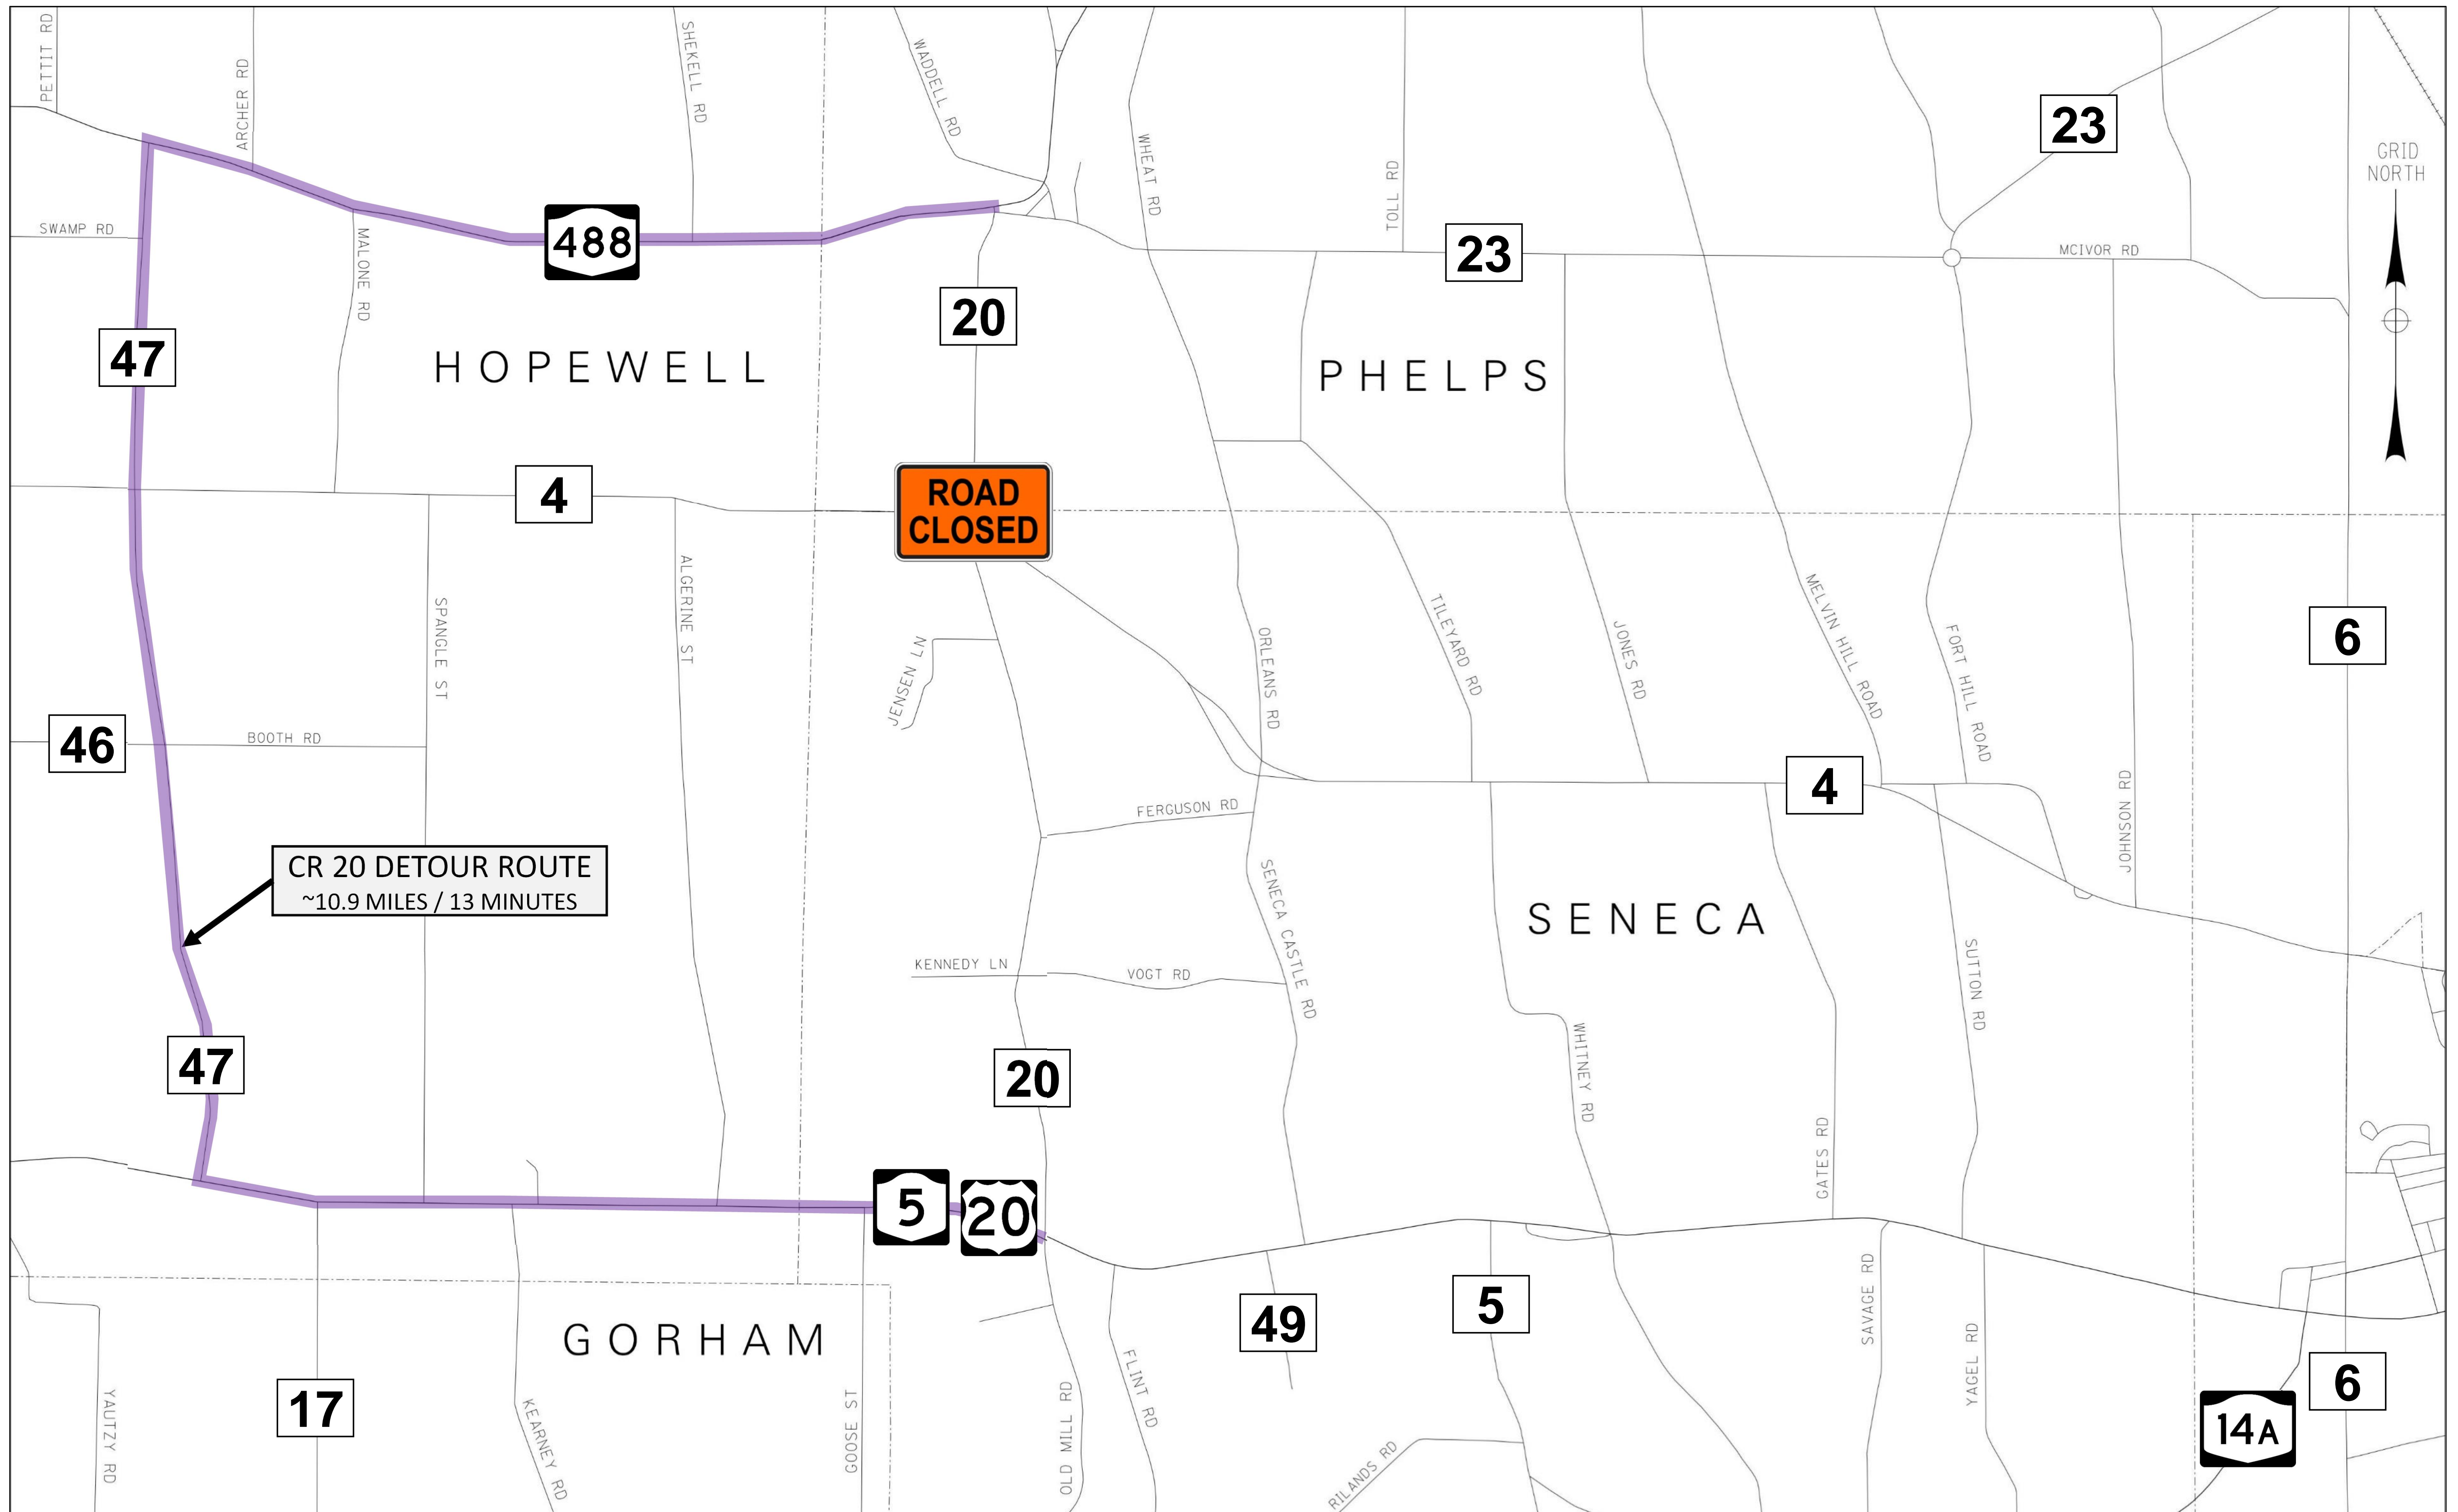 PETTIT RD
ARCHER RD
SHEKELL RD
WADDELL RD
WHEAT RD
TOLL RD
23
GRID
NORTH
SWAMP RD
MALONE RD
488
23
MCIVOR RD
20
47
HOPEWELL
PHELPS
4
ROAD
CLOSED
SPANGLE ST
ALGERINE ST
JENSEN LN
ORLEANS RD
TILEYARD RD
JONES RD
MELVIN HILL ROAD
FORT HILL ROAD
6
46
BOOTH RD
4
FERGUSON RD
JOHNSON RD
CR 20 DETOUR ROUTE
~10.9 MILES / 13 MINUTES
SENECA CASTLE RD
SENECA
KENNEDY LN
VOGT RD
SUTTON RD
47
20
WHITNEY RD
GATES RD
5
20
SAVAGE RD
49
5
GORHAM
YAGEL RD
FLINT RD
17
YAUTZY RD
KEARNEY RD
GOOSE ST
OLD MILL RD
RILANDS RD
6
14A